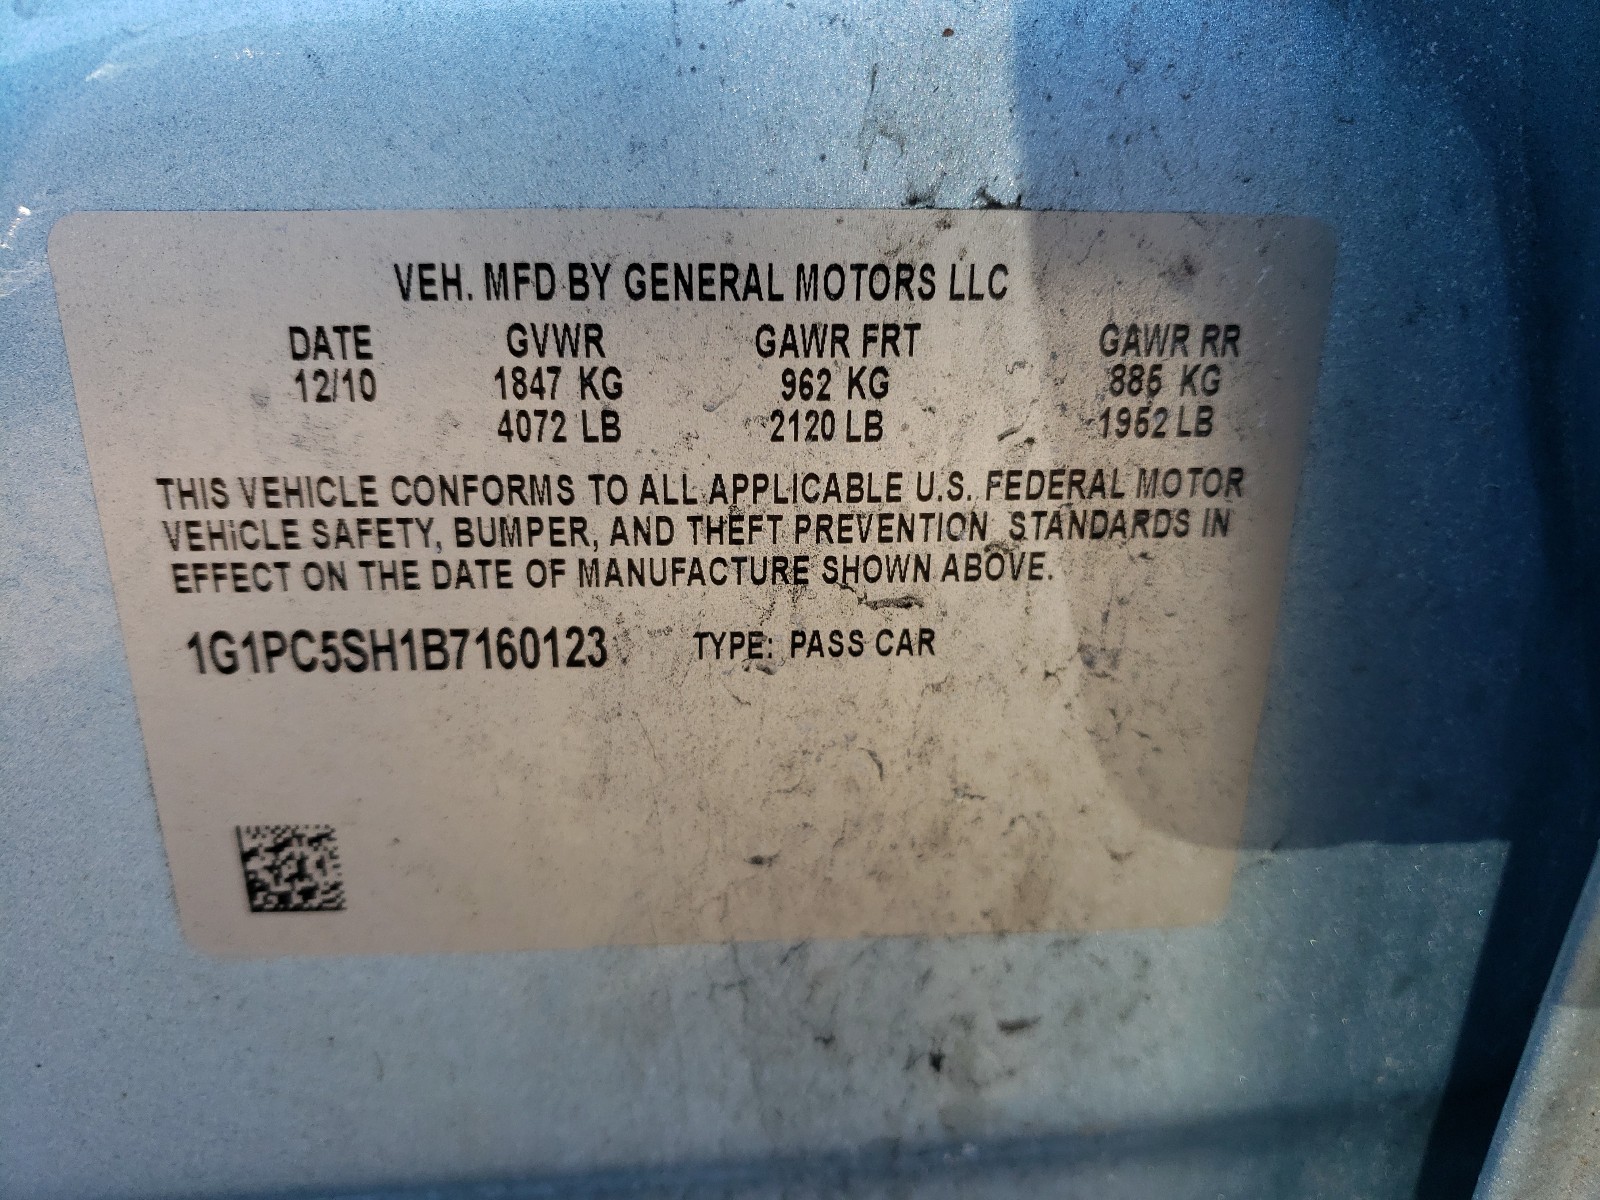 VEH. MFD BY GENERAL MOTORS LLC
DATE GVWR GAWR FRT GAWR RR
12/10 1847 KG 962 KG 885 KG
4072 LB 2120 LB 1952 LB
THIS VEHICLE CONFORMS TO ALL APPLICABLE U.S. FEDERAL MOTOR
VEHICLE SAFETY, BUMPER, AND THEFT PREVENTION STANDARDS IN
EFFECT ON THE DATE OF MANUFACTURE SHOWN ABOVE.
1G1PC5SH1B7160123 TYPE: PASS CAR